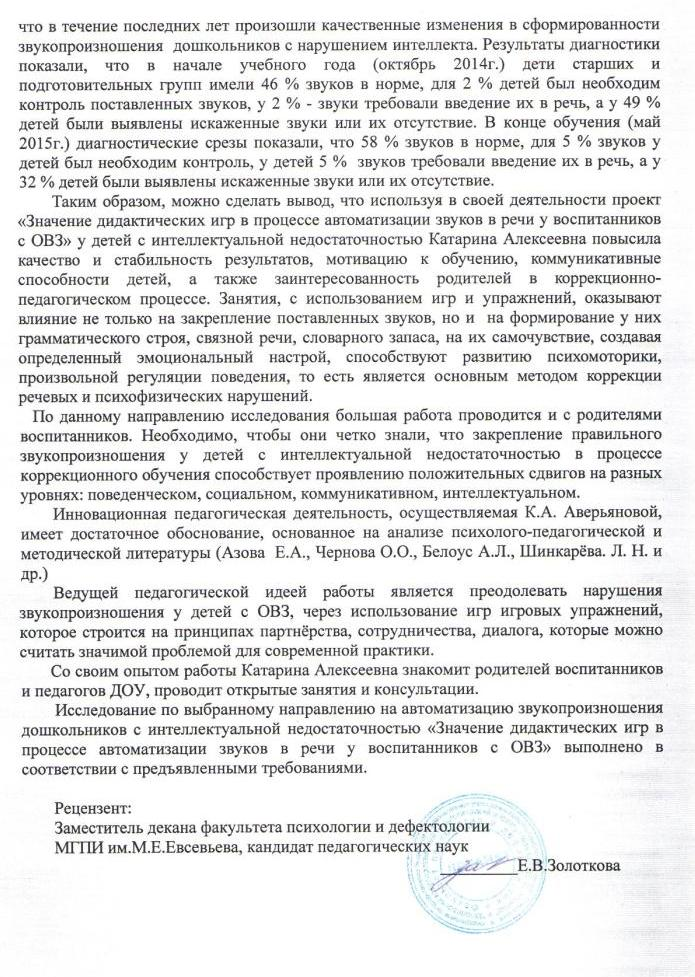 что в течение последних лет произошли качественные изменения в сформированности
звукопроизношения дошкольников с нарушением интеллекта. Результаты диагностики
показали, что в начале учебного года (октябрь 2014г.) дети старших и
подготовительных групп имели 46 % звуков в норме, для 2 % детей был необходим
контроль поставленных звуков, у 2 % - звуки требовали введение их в речь, а у 49 %
детей были выявлены искаженные звуки или их отсутствие. В конце обучения (май
2015г.) диагностические срезы показали, что 58 % звуков в норме, для 5 % звуков у
детей был необходим контроль, у детей 5 % звуков требовали введение их в речь, а у
32 % детей были выявлены искаженные звуки или их отсутствие.
Таким образом, можно сделать вывод, что используя в своей деятельности проект
«Значение дидактических игр в процессе автоматизации звуков в речи у воспитанников
с ОВЗ» у детей с интеллектуальной недостаточностью Катарина Алексеевна повысила
качество и стабильность результатов, мотивацию к обучению, коммуникативные
способности детей, а также заинтересованность родителей в коррекционно-
педагогическом процессе. Занятия, с использованием игр и упражнений, оказывают
влияние не только на закрепление поставленных звуков, но и на формирование у них
грамматического строя, связной речи, словарного запаса, на их самочувствие, создавая
определенный эмоциональный настрой, способствуют развитию психомоторики,
произвольной регуляции поведения, то есть является основным методом коррекции
речевых и психофизических нарушений.
По данному направлению исследования большая работа проводится и с родителями
воспитанников. Необходимо, чтобы они четко знали, что закрепление правильного
звукопроизношения у детей с интеллектуальной недостаточностью в процессе
коррекционного обучения способствует проявлению положительных сдвигов на разных
уровнях: поведенческом, социальном, коммуникативном, интеллектуальном.
Инновационная педагогическая деятельность, осуществляемая К.А. Аверьяновой,
имеет достаточное обоснование, основанное на анализе психолого-педагогической и
методической литературы (Азова Е.А., Чернова О.О., Белоус А.Л., Шинкарёва. Л. Н. и
др.)
Ведущей педагогической идеей работы является преодолевать нарушения
звукопроизношения у детей с ОВЗ, через использование игр игровых упражнений,
которое строится на принципах партнёрства, сотрудничества, диалога, которые можно
считать значимой проблемой для современной практики.
Со своим опытом работы Катарина Алексеевна знакомит родителей воспитанников
и педагогов ДОУ, проводит открытые занятия и консультации.
Исследование по выбранному направлению на автоматизацию звукопроизношения
дошкольников с интеллектуальной недостаточностью «Значение дидактических игр в
процессе автоматизации звуков в речи у воспитанников с ОВЗ» выполнено в
соответствии с предъявленными требованиями.
Рецензент:
Заместитель декана факультета психологии и дефектологии
МГПИ им.М.Е.Евсевьева, кандидат педагогических наук
Е.В.Золоткова